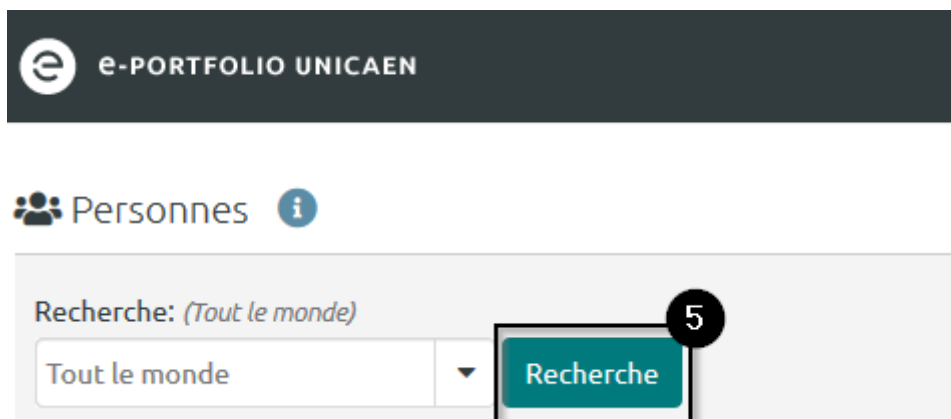 e-PORTFOLIO UNICAEN
Personnes
Recherche: (Tout le monde)
5
Tout le monde
Recherche